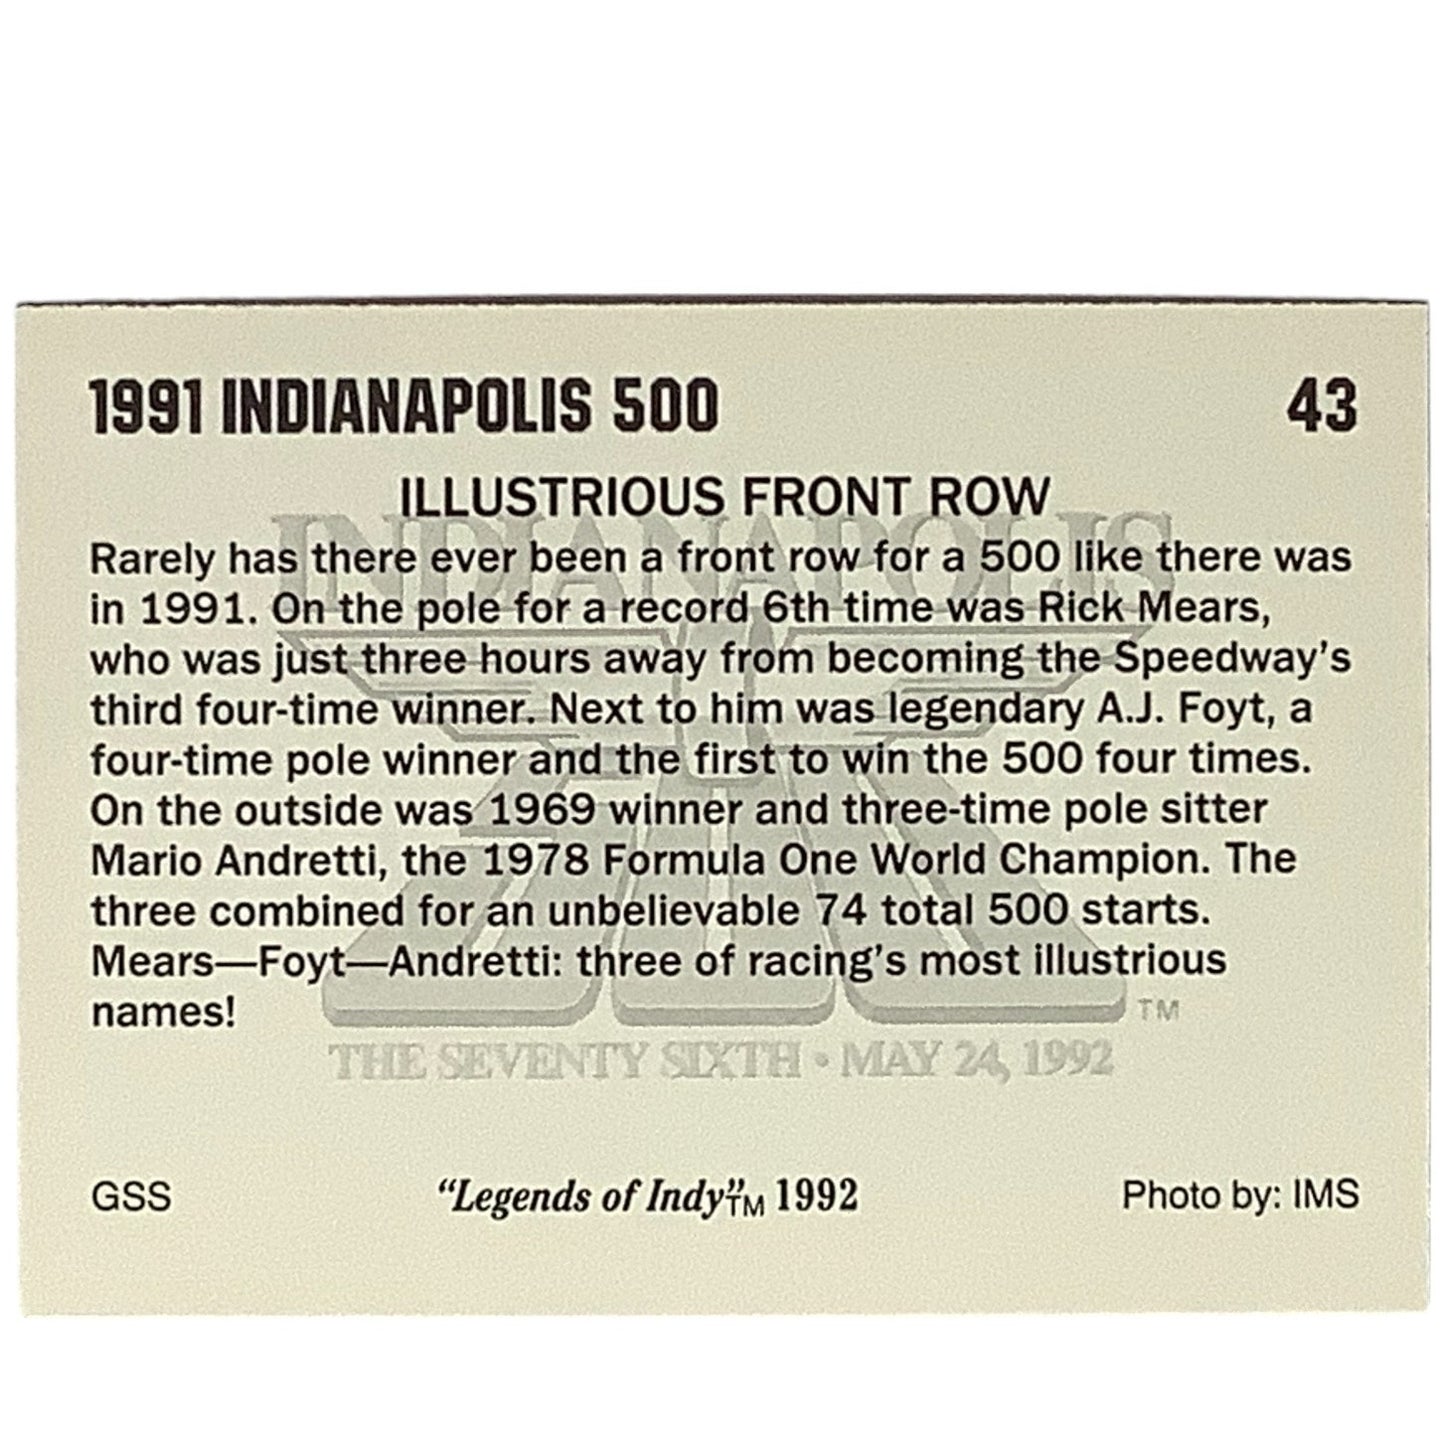 1991 INDIANAPOLIS 500 43
ILLUSTRIOUS FRONT ROW
INDIANAPOLIS
Rarely has there ever been a front row for a 500 like there was
in 1991. On the pole for a record 6th time was Rick Mears,
who was just three hours away from becoming the Speedway's
third four-time winner. Next to him was legendary A.J. Foyt, a
four-time pole winner and the first to win the 500 four times.
On the outside was 1969 winner and three-time pole sitter
Mario Andretti, the 1978 Formula One World Champion. The
three combined for an unbelievable 74 total 500 starts.
Mears—Foyt—Andretti: three of racing's most illustrious
names!
TM
THE SEVENTY SIXTH • MAY 24, 1992
GSS "Legends of Indy"TM 1992 Photo by: IMS